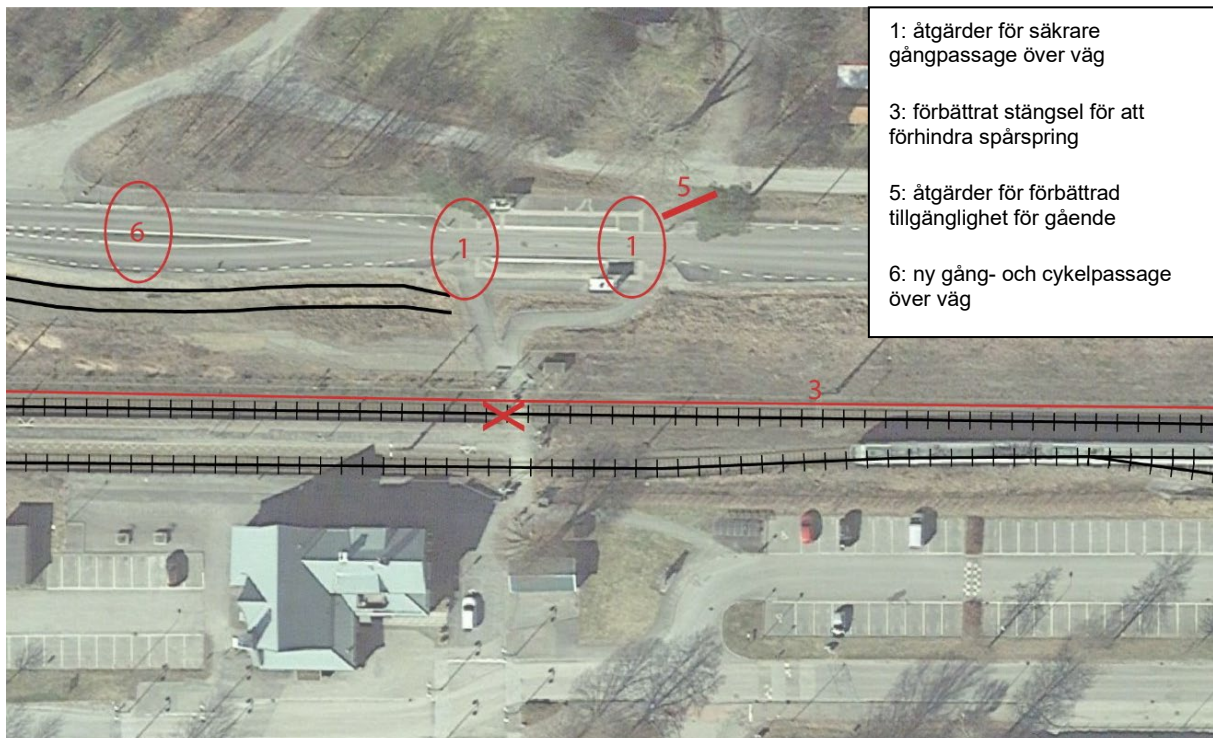 1: åtgärder för säkrare
gångpassage över väg
3: förbättrat stängsel för att
förhindra spårspring
5: åtgärder för förbättrad
tillgänglighet för gående
6: ny gång- och cykelpassage
över väg
5
6
1
1
3